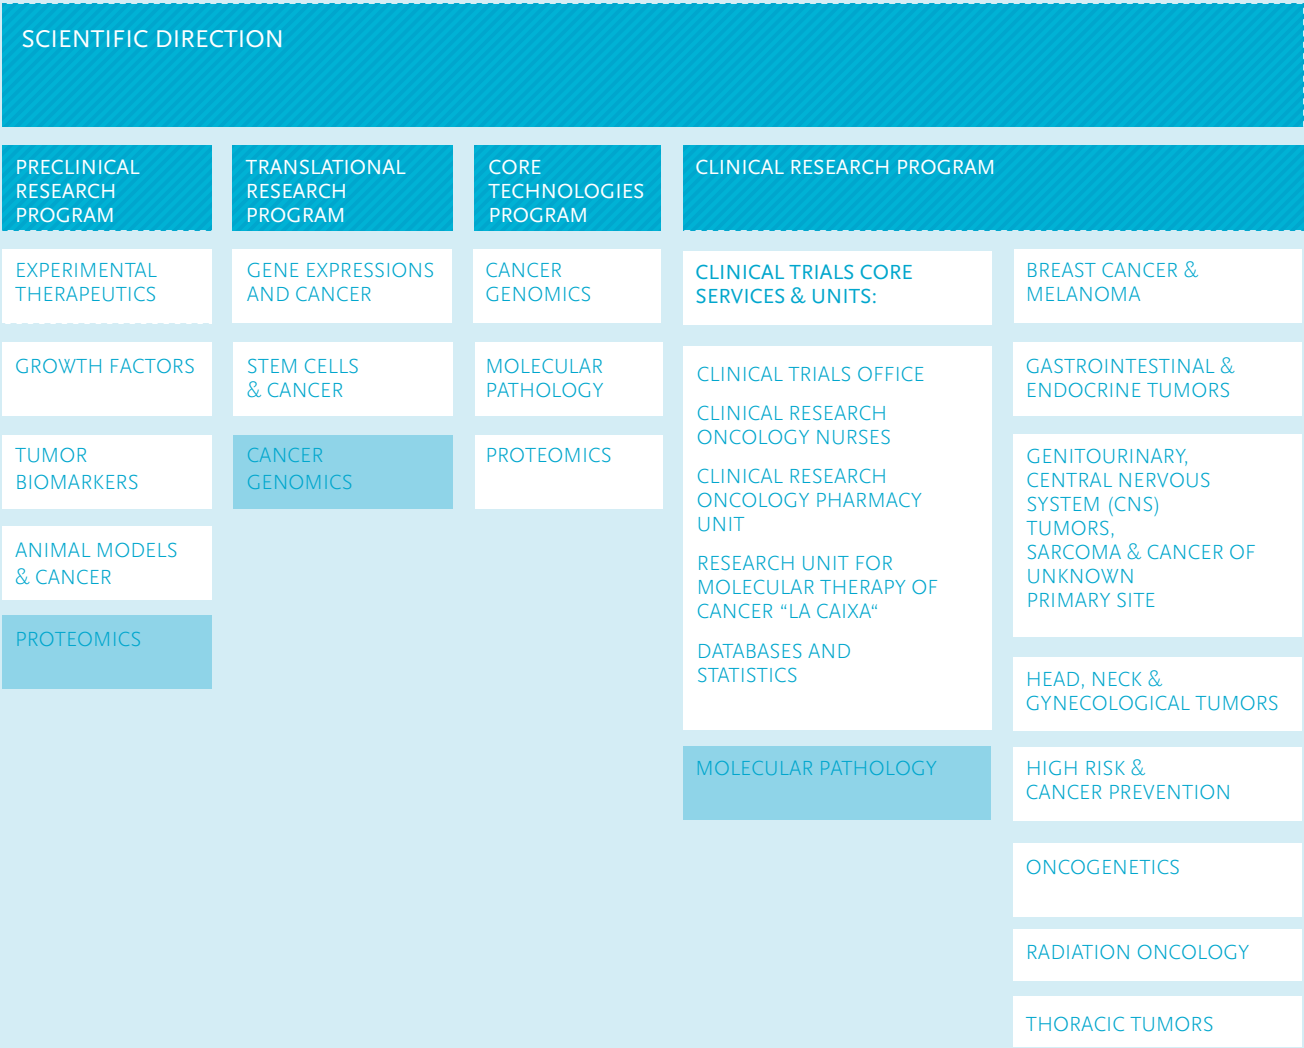 SCIENTIFIC DIRECTION
PRECLINICAL
RESEARCH
PROGRAM
EXPERIMENTAL
THERAPEUTICS
GROWTH FACTORS
TUMOR
BIOMARKERS
ANIMAL MODELS
& CANCER
PROTEOMICS
TRANSLATIONAL
RESEARCH
PROGRAM
GENE EXPRESSIONS
AND CANCER
STEM CELLS
& CANCER
CANCER
GENOMICS
CORE
TECHNOLOGIES
PROGRAM
CANCER
GENOMICS
MOLECULAR
PATHOLOGY
PROTEOMICS
CLINICAL RESEARCH PROGRAM
CLINICAL TRIALS CORE
SERVICES & UNITS:
CLINICAL TRIALS OFFICE
CLINICAL RESEARCH
ONCOLOGY NURSES
CLINICAL RESEARCH
ONCOLOGY PHARMACY
UNIT
RESEARCH UNIT FOR
MOLECULAR THERAPY OF
CANCER “LA CAIXA“
DATABASES AND
STATISTICS
MOLECULAR PATHOLOGY
BREAST CANCER &
MELANOMA
GASTROINTESTINAL &
ENDOCRINE TUMORS
GENITOURINARY,
CENTRAL NERVOUS
SYSTEM (CNS)
TUMORS,
SARCOMA & CANCER OF
UNKNOWN
PRIMARY SITE
HEAD, NECK &
GYNECOLOGICAL TUMORS
HIGH RISK &
CANCER PREVENTION
ONCOGENETICS
RADIATION ONCOLOGY
THORACIC TUMORS